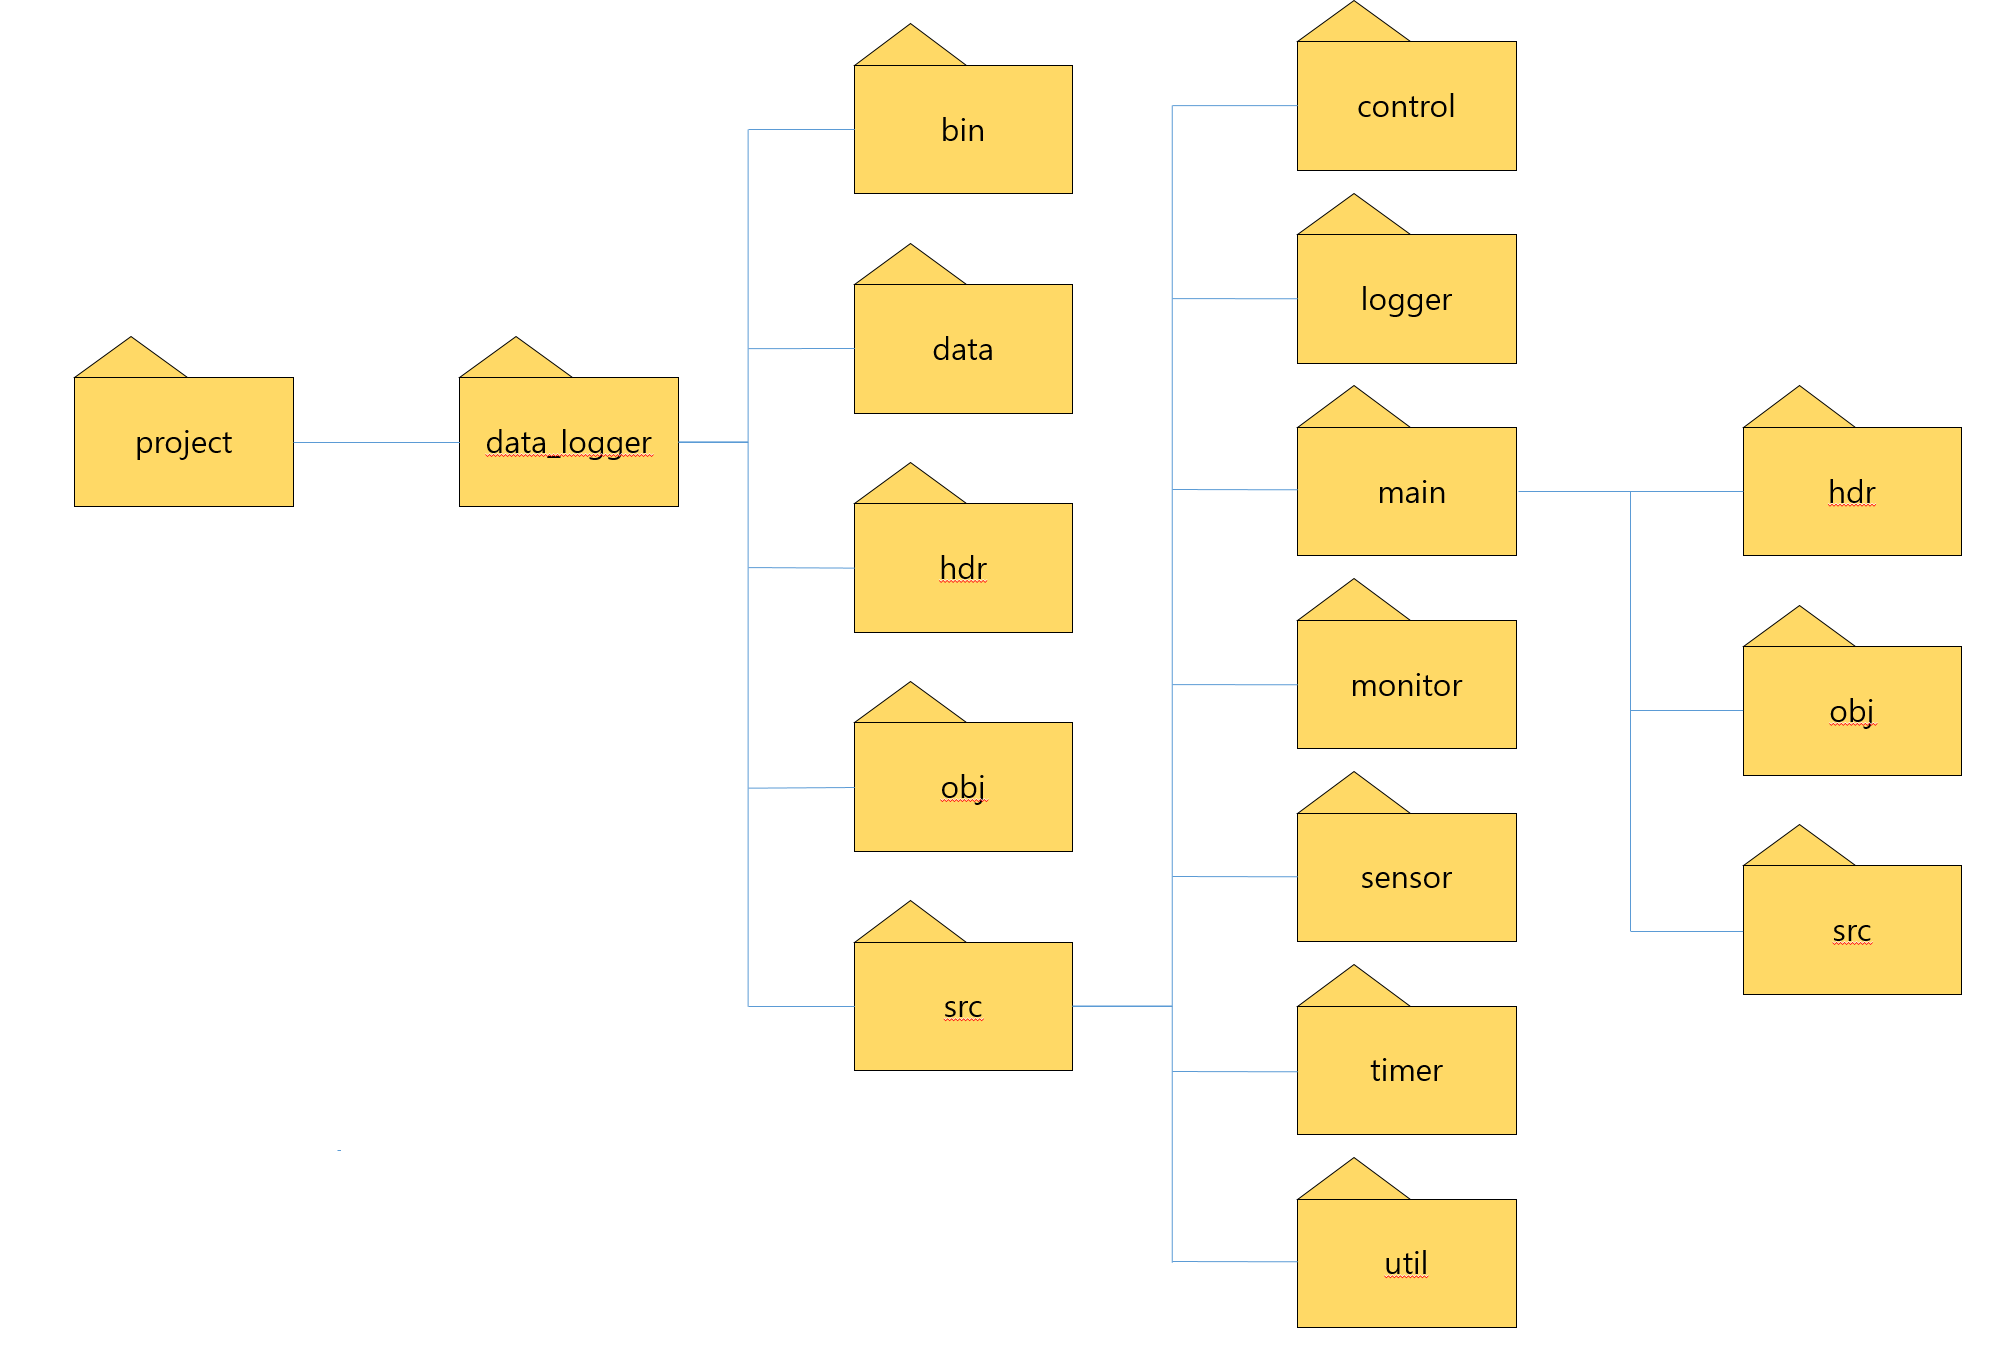 project
data_logger
bin
data
hdr
obj
src
control
logger
main
monitor
sensor
timer
util
hdr
obj
src